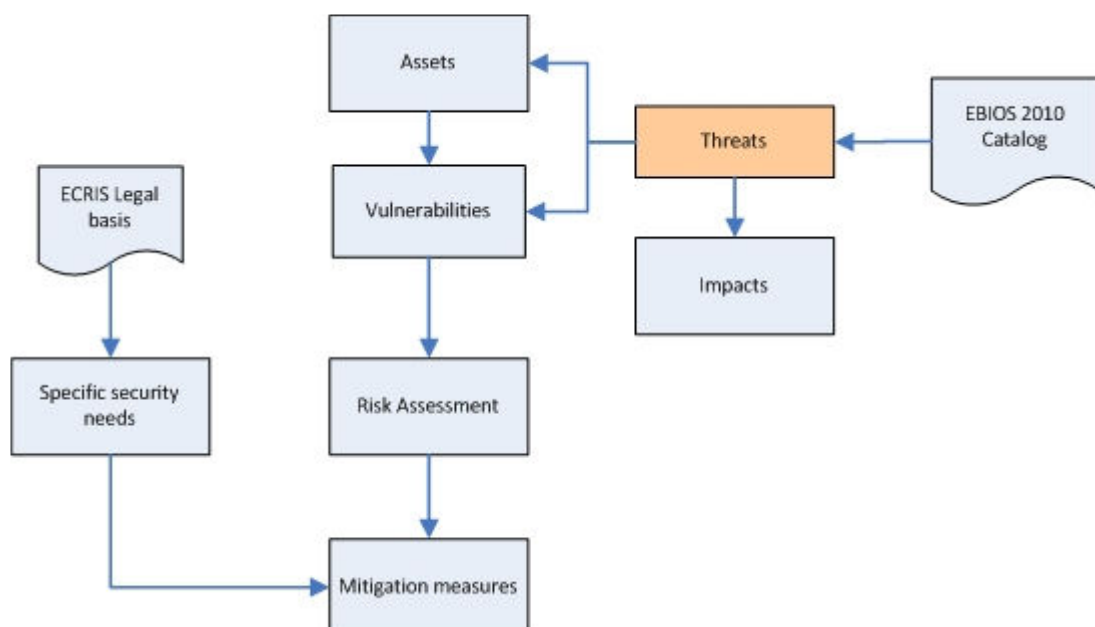 Assets
EBIOS 2010
Catalog
Threats
ECRIS Legal
basis
Vulnerabilities
Impacts
Specific security
needs
Risk Assessment
Mitigation measures